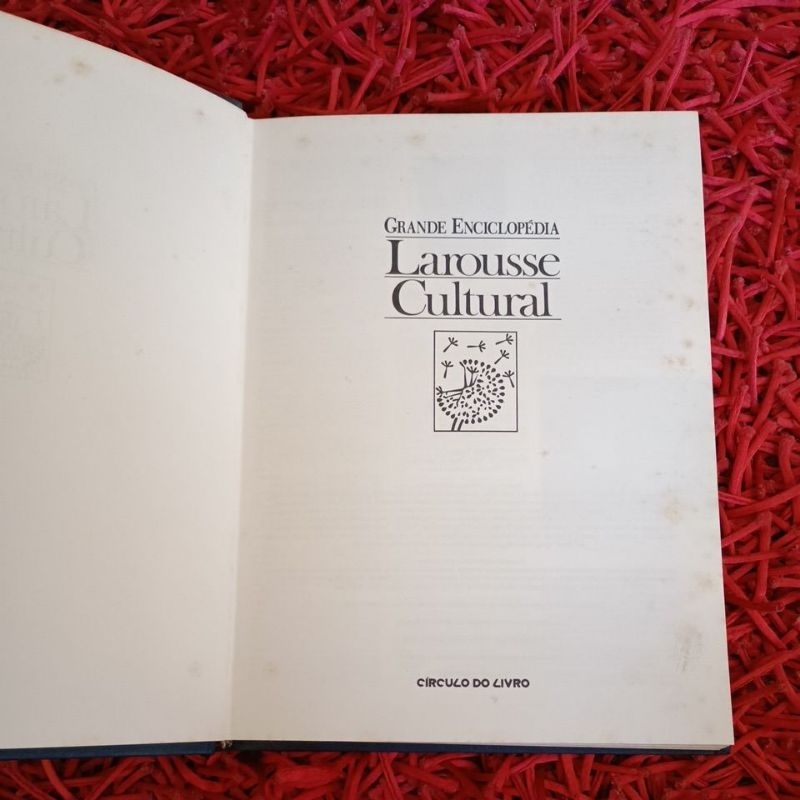 GRANDE ENCICLOPÉDIA
Larousse
Cultural
CÍRCULO DO LIVRO